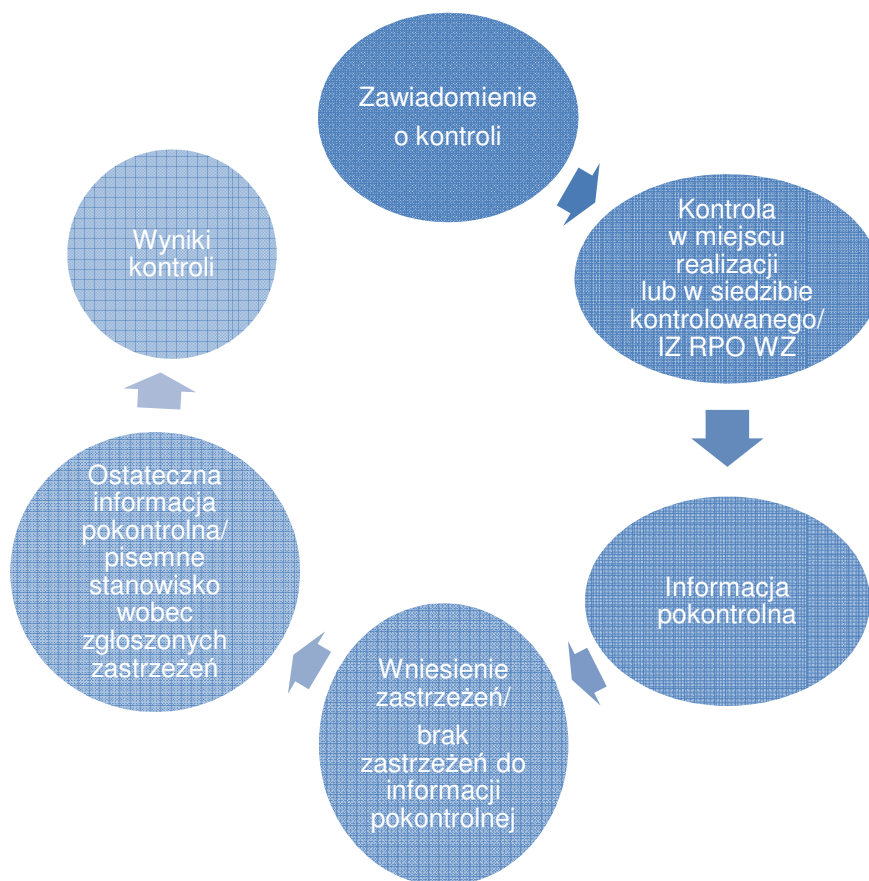 Zawiadomienie
o kontroli
Kontrola
w miejscu
realizacji
lub w siedzibie
kontrolowanego/
IZ RPO WZ
Informacja
pokontrolna
Wniesienie
zastrzeżeń/
brak
zastrzeżeń do
informacji
pokontrolnej
Ostateczna
informacja
pokontrolna/
pisemne
stanowisko
wobec
zgłoszonych
zastrzeżeń
Wyniki
kontroli